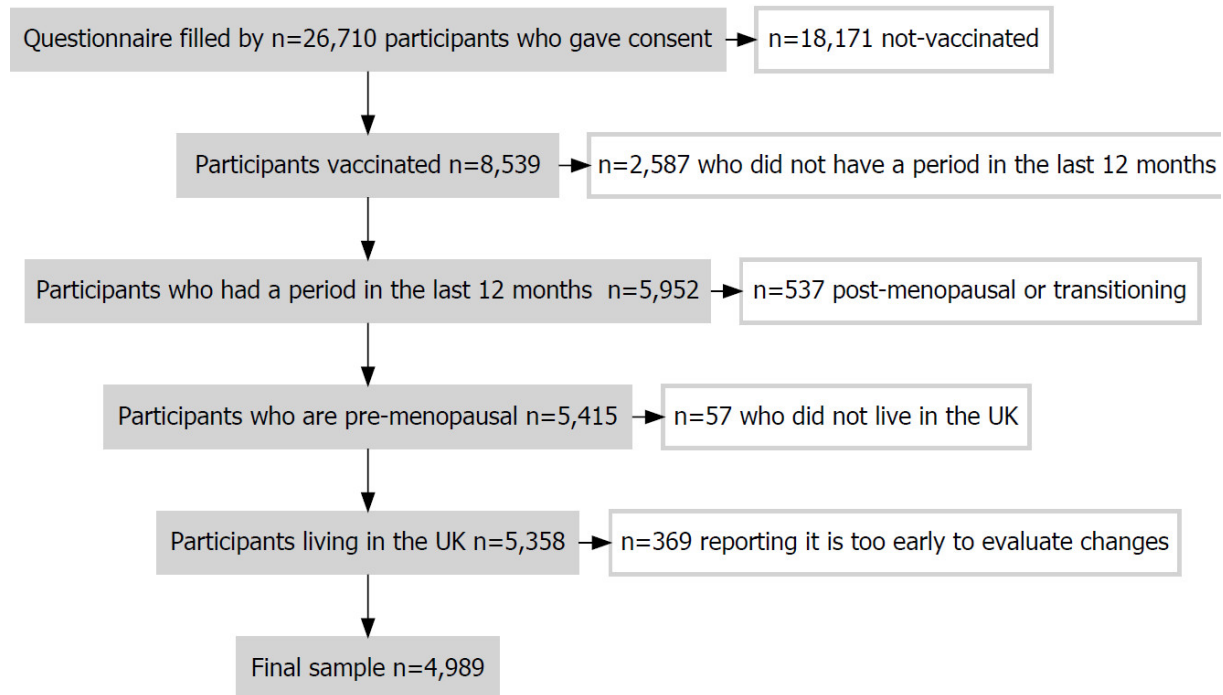 Questionnaire filled by n=26,710 participants who gave consent
n=18,171 not-vaccinated
Participants vaccinated n=8,539
n=2,587 who did not have a period in the last 12 months
Participants who had a period in the last 12 months n=5,952
n=537 post-menopausal or transitioning
Participants who are pre-menopausal n=5,415
n=57 who did not live in the UK
Participants living in the UK n=5,358
n=369 reporting it is too early to evaluate changes
Final sample n=4,989